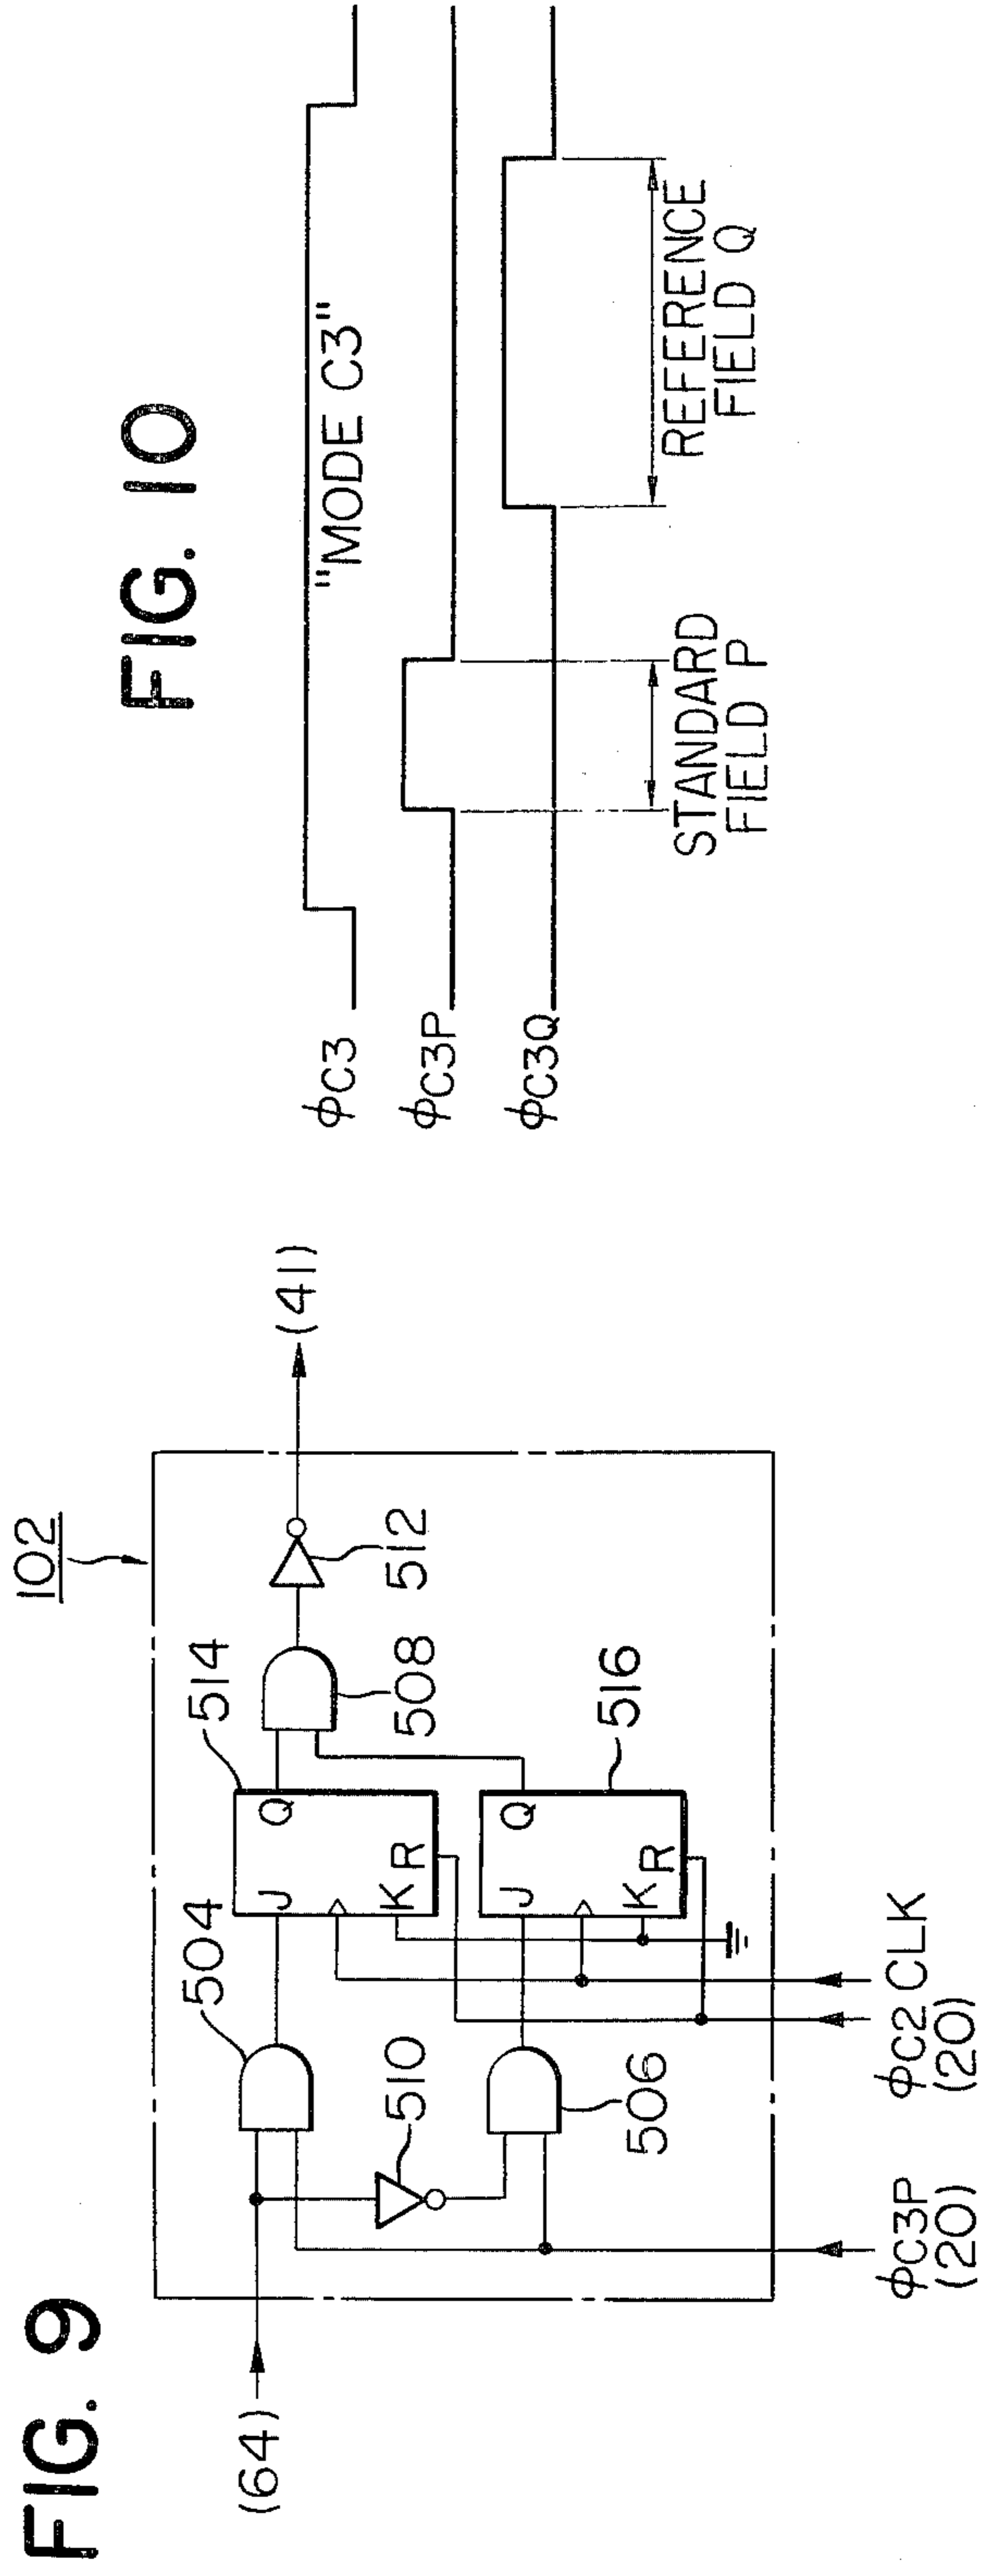 FIG. 9
102
(64)
504
510
506
514
516
508
512
(41)
J
Q
K
R
J
Q
K
R
ϕC3P
(20)
ϕC2
(20)
CLK
FIG. 10
ϕC3
"MODE C3"
ϕC3P
ϕC3Q
STANDARD
FIELD P
REFERENCE
FIELD Q